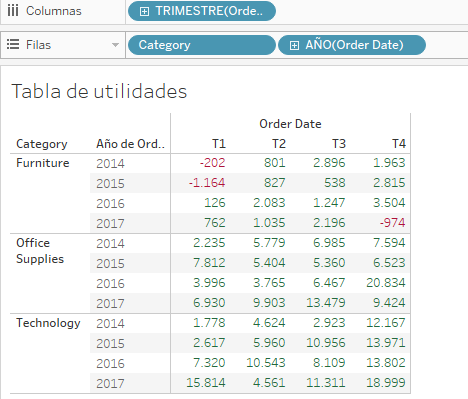 Columnas TRIMESTRE(Orde..
Filas Category AÑO(Order Date)
Tabla de utilidades
Order Date
Category Año de Ord.. T1 T2 T3 T4
Furniture 2014 -202 801 2.896 1.963
2015 -1.164 827 538 2.815
2016 126 2.083 1.247 3.504
2017 762 1.035 2.196 -974
Office Supplies 2014 2.235 5.779 6.985 7.594
2015 7.812 5.404 5.360 6.523
2016 3.996 3.765 6.467 20.834
2017 6.930 9.903 13.479 9.424
Technology 2014 1.778 4.624 2.923 12.167
2015 2.617 5.960 10.956 13.971
2016 7.320 10.543 8.109 13.802
2017 15.814 4.561 11.311 18.999